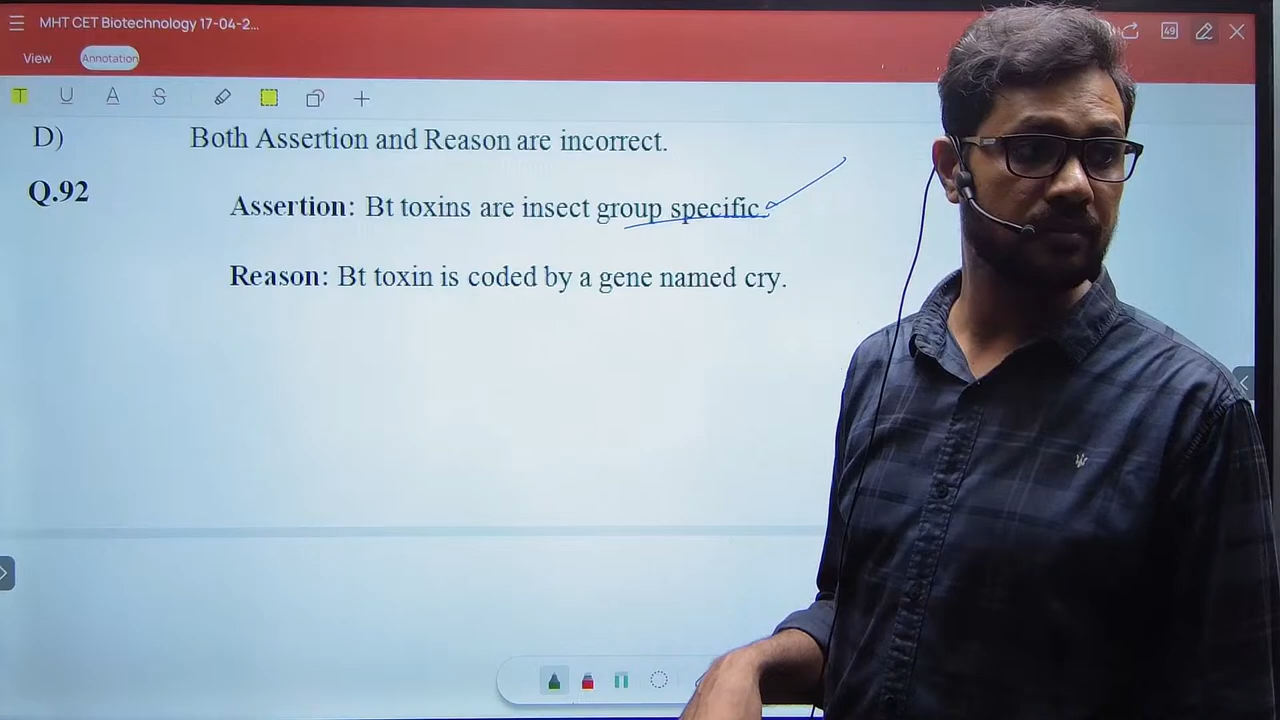 MHT CET Biotechnology 17-04-2...
49
View
Annotation
T U A S
D) Both Assertion and Reason are incorrect.
Q.92
Assertion: Bt toxins are insect group specific.
Reason: Bt toxin is coded by a gene named cry.